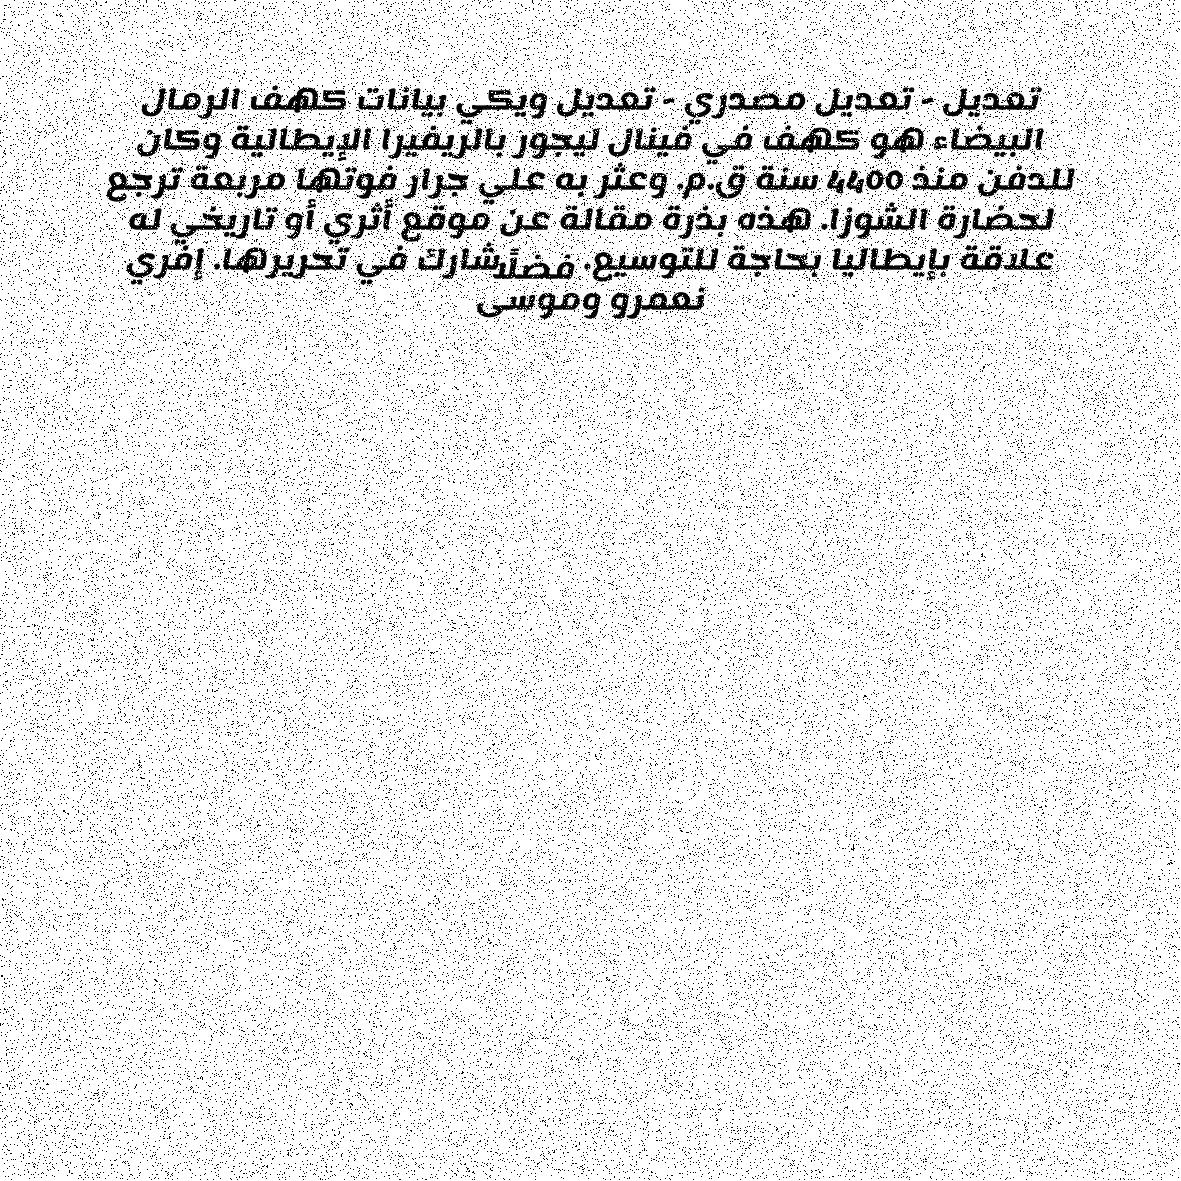 تعديل - تعديل مصدري - تعديل ويكي بيانات كهف الرمال
البيضاء هو كهف في فينال ليجور بالريفيرا الإيطالية وكان
للدفن منذ 4400 سنة ق.م. وعثر به علي جرار فوتها مربعة ترجع
لحضارة الشوزا. هذه بذرة مقالة عن موقع أثري أو تاريخي له
علاقة بإيطاليا بحاجة للتوسيع. فضلًا شارك في تحريرها. إفري
نعمرو وموسى